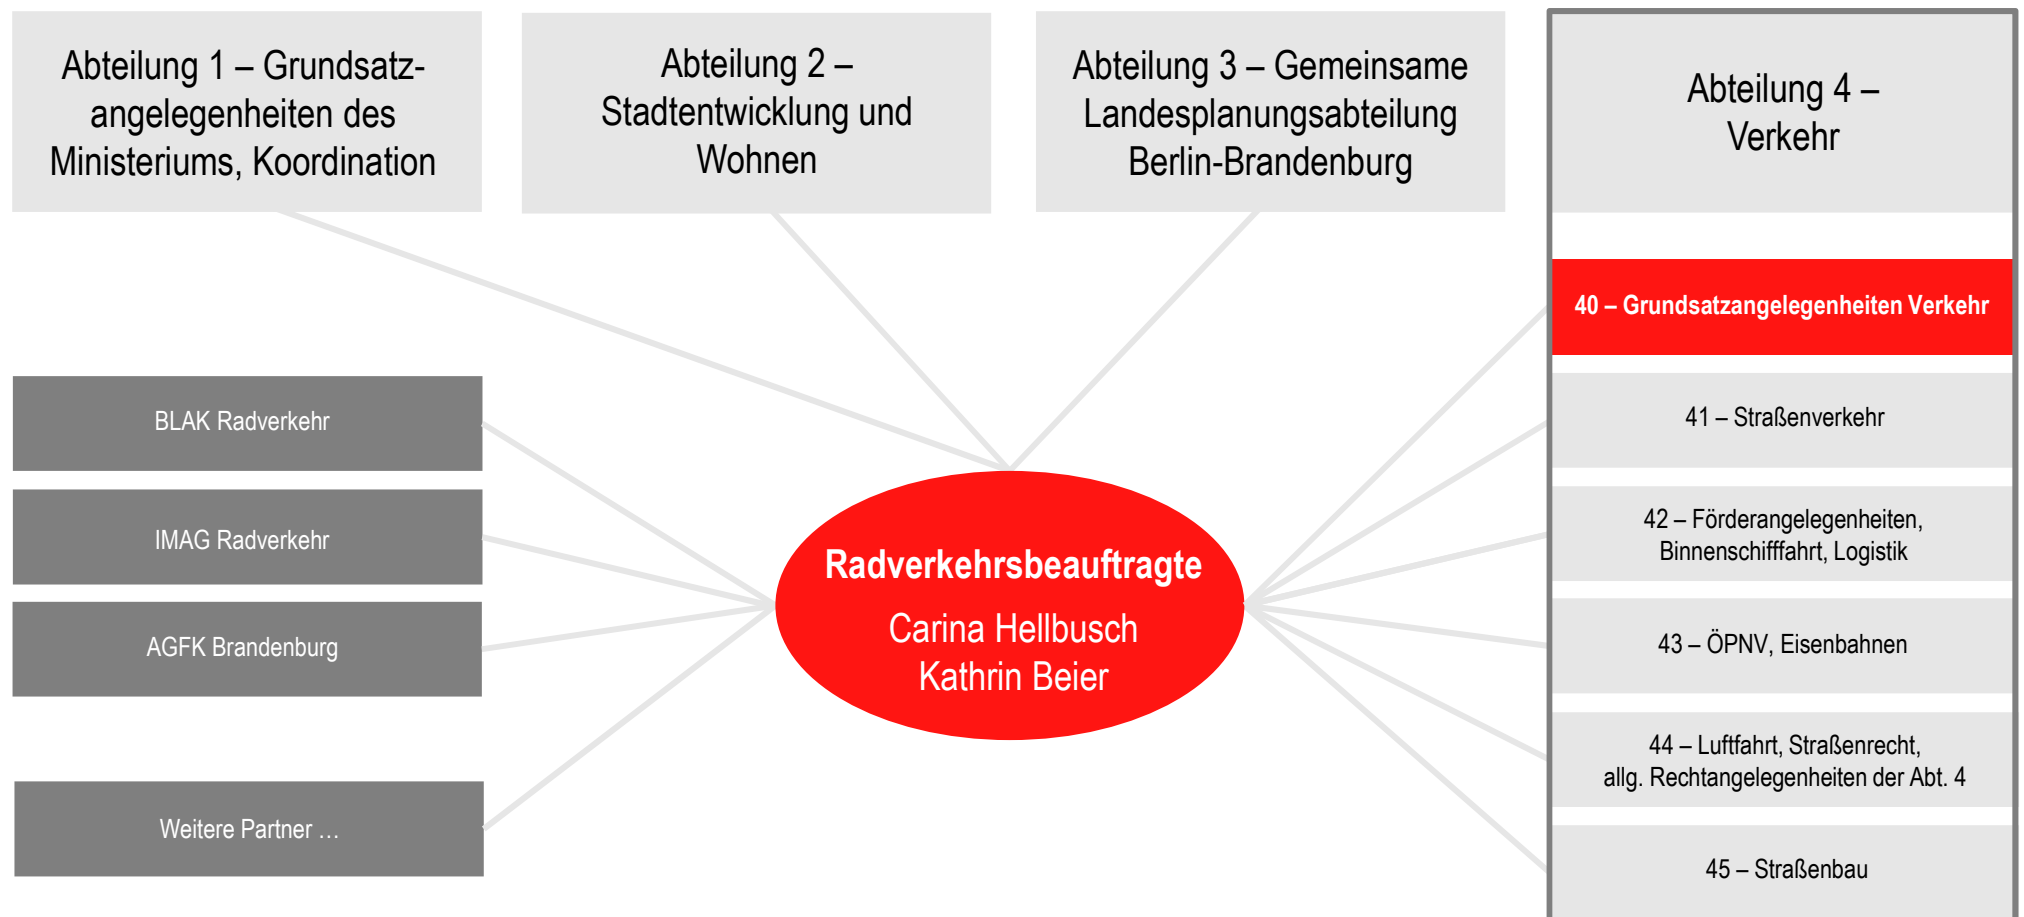 Abteilung 1 – Grundsatz-
angelegenheiten des
Ministeriums, Koordination
Abteilung 2 –
Stadtentwicklung und
Wohnen
Abteilung 3 – Gemeinsame
Landesplanungsabteilung
Berlin-Brandenburg
Abteilung 4 –
Verkehr
40 – Grundsatzangelegenheiten Verkehr
41 – Straßenverkehr
42 – Förderangelegenheiten,
Binnenschifffahrt, Logistik
43 – ÖPNV, Eisenbahnen
44 – Luftfahrt, Straßenrecht,
allg. Rechtangelegenheiten der Abt. 4
45 – Straßenbau
BLAK Radverkehr
IMAG Radverkehr
AGFK Brandenburg
Weitere Partner …
Radverkehrsbeauftragte
Carina Hellbusch
Kathrin Beier